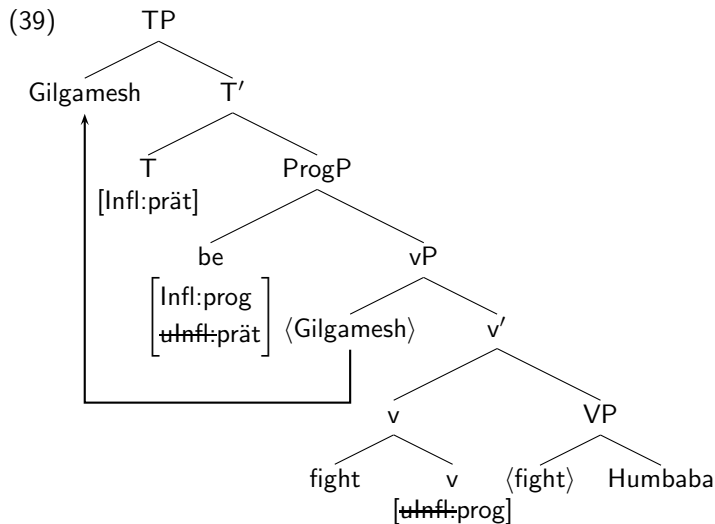 (39) TP
Gilgamesh T′
T ProgP
[Infl:prät]
be vP
Infl:prog
uInfl:prät ⟨Gilgamesh⟩ v′
v VP
fight v ⟨fight⟩ Humbaba
[uInfl:prog]